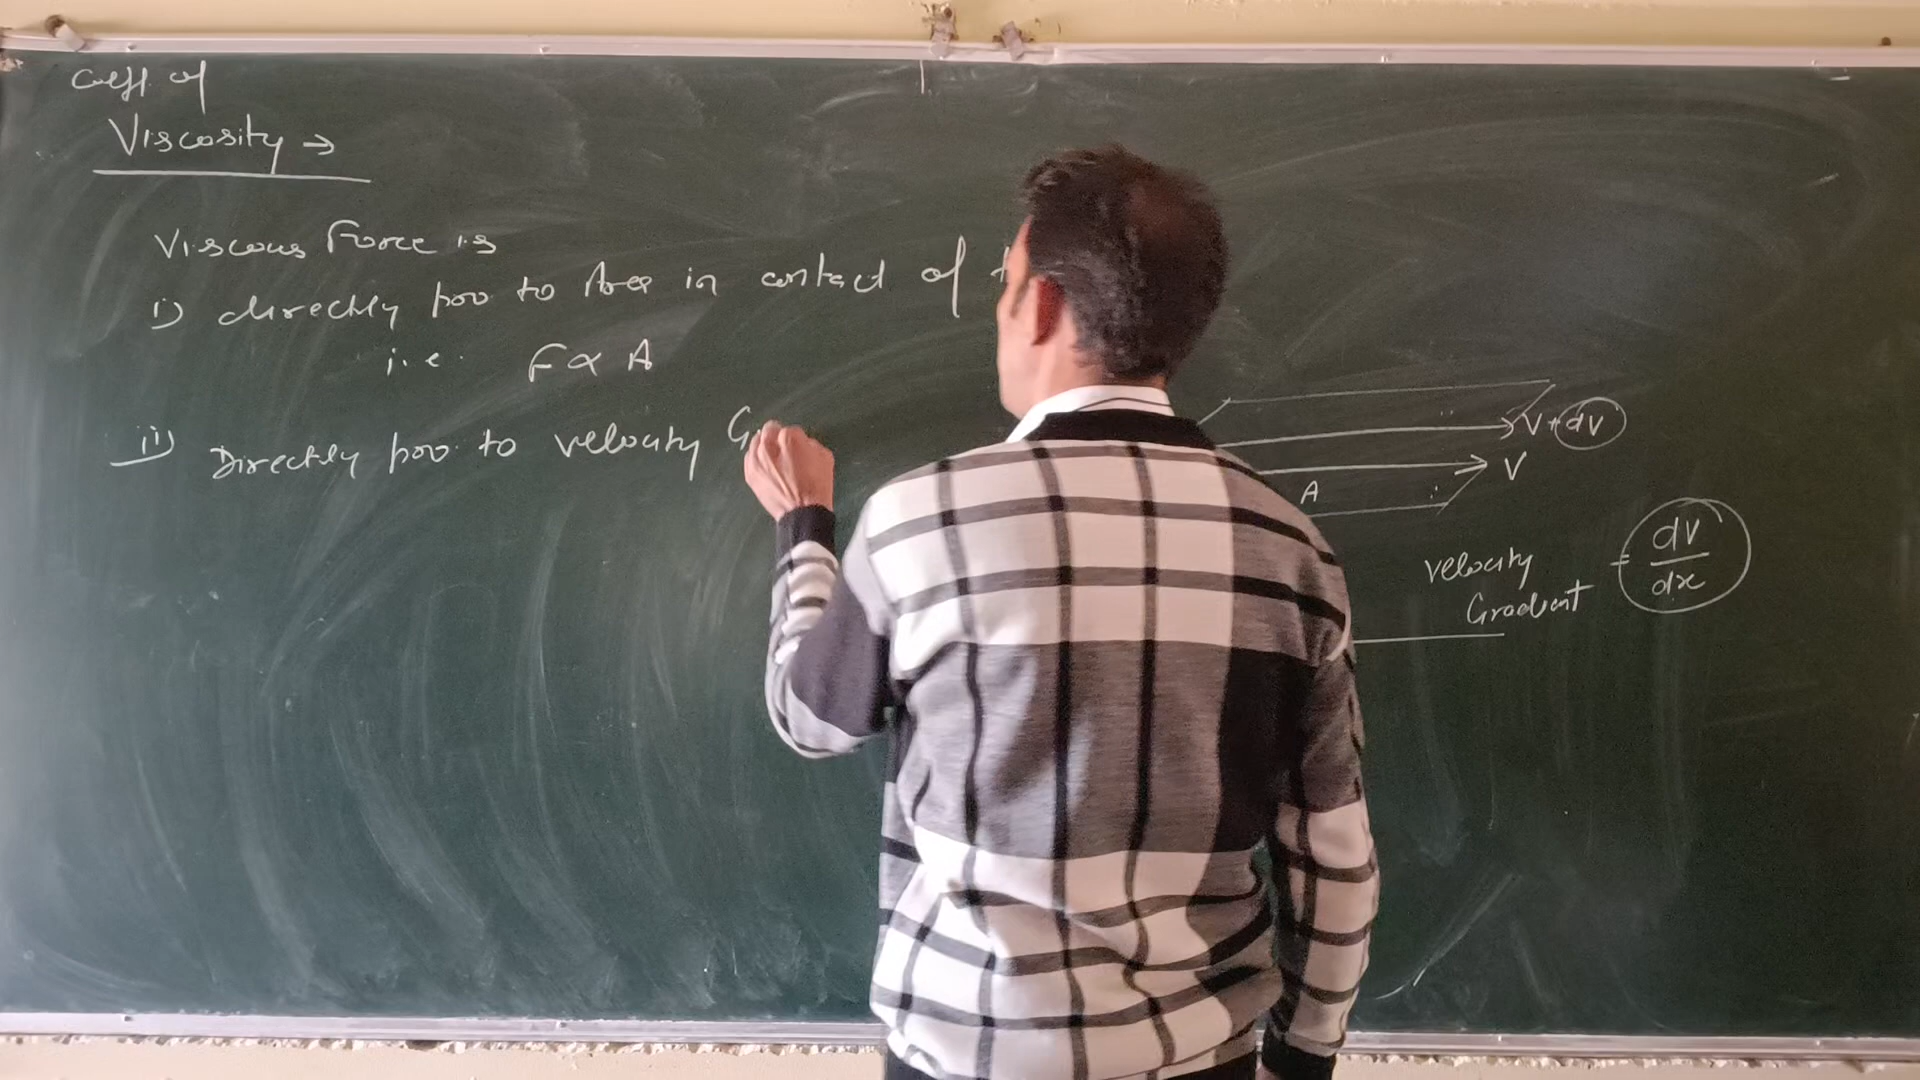 Coeff. of
Viscosity →
Viscous Force is
i) directly pro to Area in contact of
i.e. F ∝ A
ii) Directly pro. to velocity G
V+dV
V
A
velocity Gradient = dV/dx